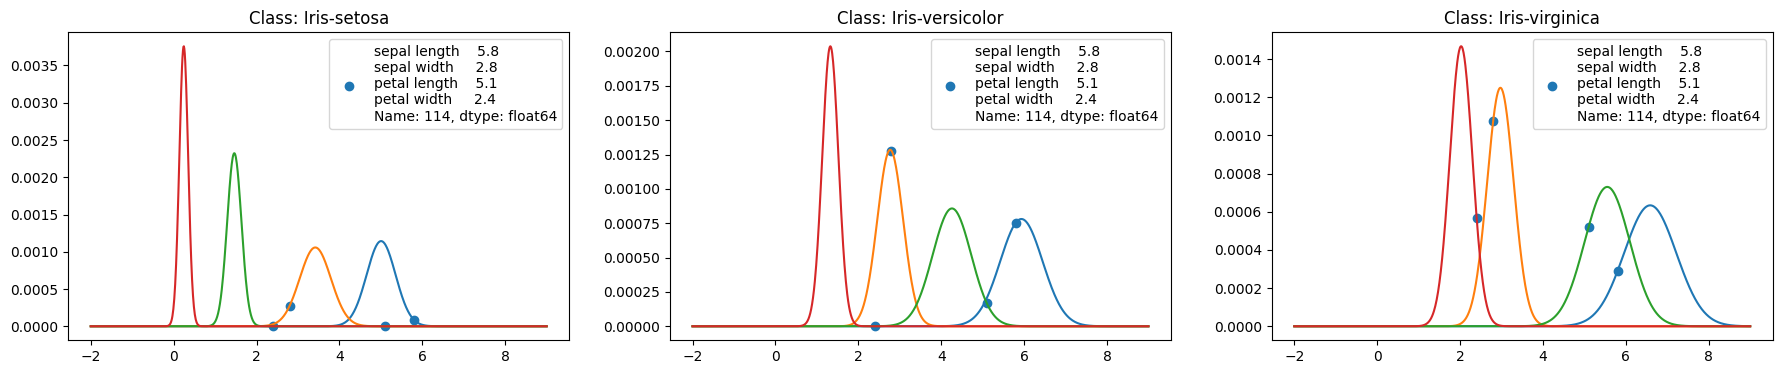 Class: Iris-setosa
sepal length 5.8
sepal width 2.8
petal length 5.1
petal width 2.4
Name: 114, dtype: float64
0.0035
0.0030
0.0025
0.0020
0.0015
0.0010
0.0005
0.0000
−2 0 2 4 6 8
Class: Iris-versicolor
sepal length 5.8
sepal width 2.8
petal length 5.1
petal width 2.4
Name: 114, dtype: float64
0.00200
0.00175
0.00150
0.00125
0.00100
0.00075
0.00050
0.00025
0.00000
−2 0 2 4 6 8
Class: Iris-virginica
sepal length 5.8
sepal width 2.8
petal length 5.1
petal width 2.4
Name: 114, dtype: float64
0.0014
0.0012
0.0010
0.0008
0.0006
0.0004
0.0002
0.0000
−2 0 2 4 6 8